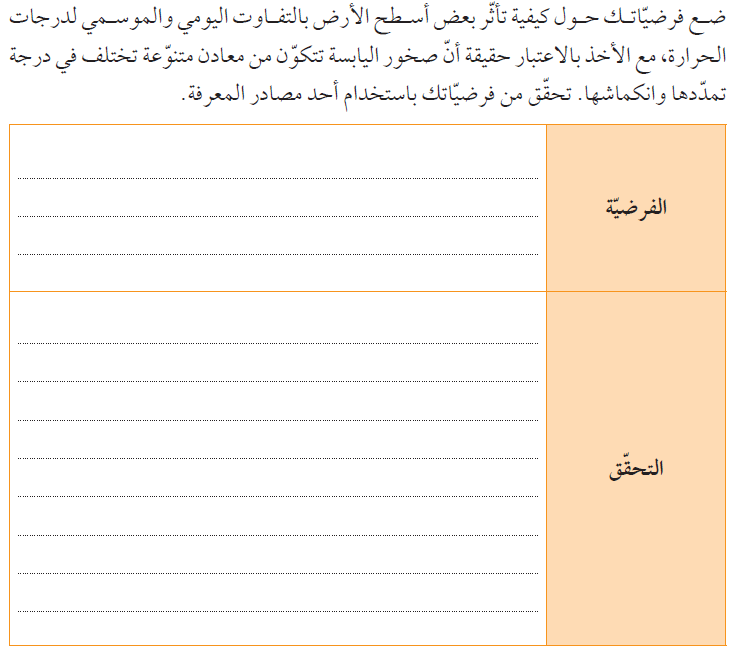 ضع فرضيّاتك حول كيفية تأثّر بعض أسطح الأرض بالتفاوت اليومي والموسمي لدرجات
الحرارة، مع الأخذ بالاعتبار حقيقة أنّ صخور اليابسة تتكوّن من معادن متنوّعة تختلف في درجة
تمدّدها وانكماشها. تحقّق من فرضيّاتك باستخدام أحد مصادر المعرفة.
الفرضيّة
التحقّق